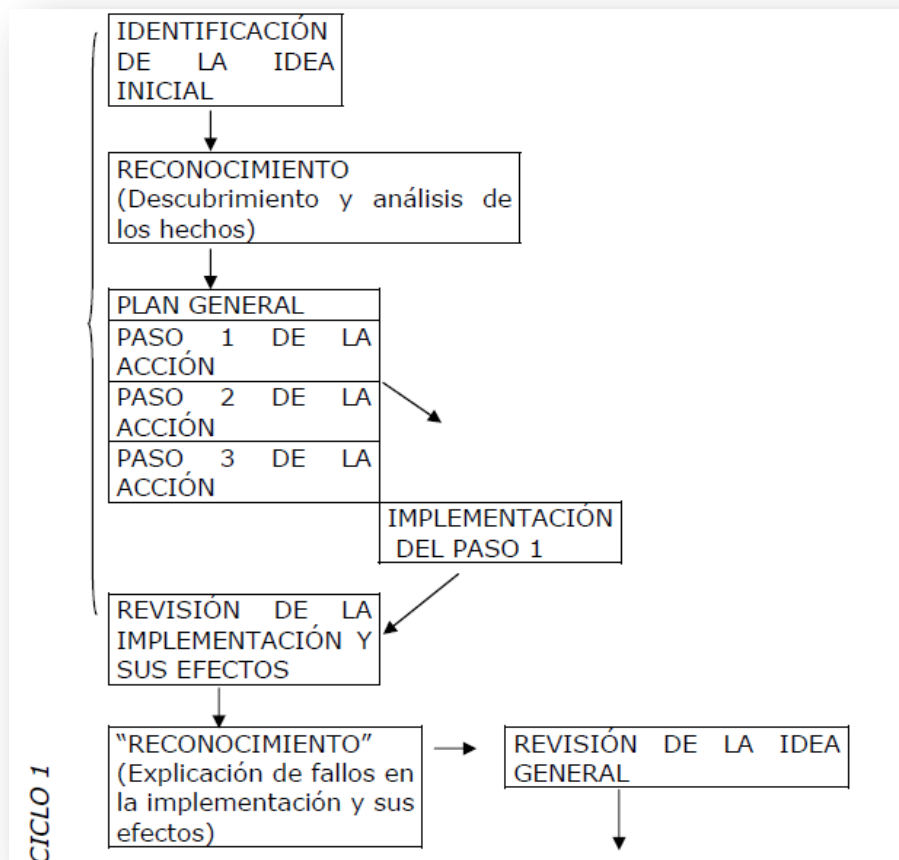 IDENTIFICACIÓN
DE LA IDEA
INICIAL
RECONOCIMIENTO
(Descubrimiento y análisis de
los hechos)
PLAN GENERAL
PASO 1 DE LA
ACCIÓN
PASO 2 DE LA
ACCIÓN
PASO 3 DE LA
ACCIÓN
IMPLEMENTACIÓN
DEL PASO 1
REVISIÓN DE LA
IMPLEMENTACIÓN Y
SUS EFECTOS
“RECONOCIMIENTO”
(Explicación de fallos en
la implementación y sus
efectos)
REVISIÓN DE LA IDEA
GENERAL
CICLO 1